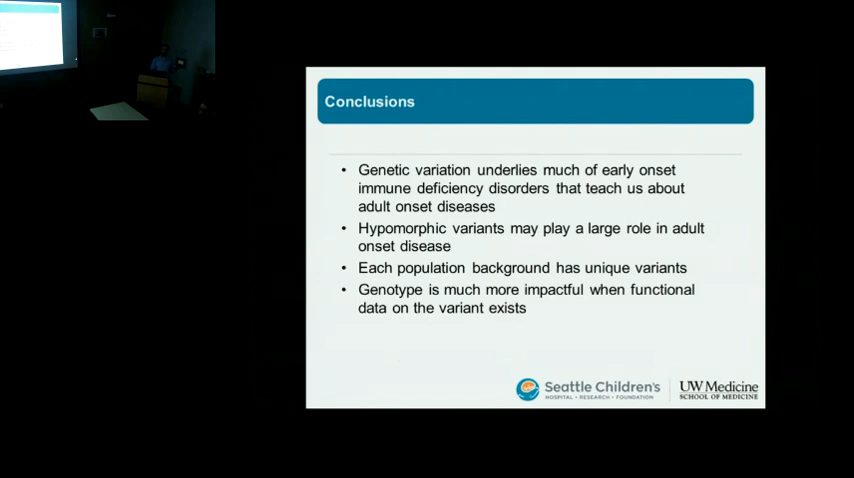 Conclusions
• Genetic variation underlies much of early onset
immune deficiency disorders that teach us about
adult onset diseases
• Hypomorphic variants may play a large role in adult
onset disease
• Each population background has unique variants
• Genotype is much more impactful when functional
data on the variant exists
Seattle Children's
HOSPITAL • RESEARCH • FOUNDATION
UW Medicine
SCHOOL OF MEDICINE